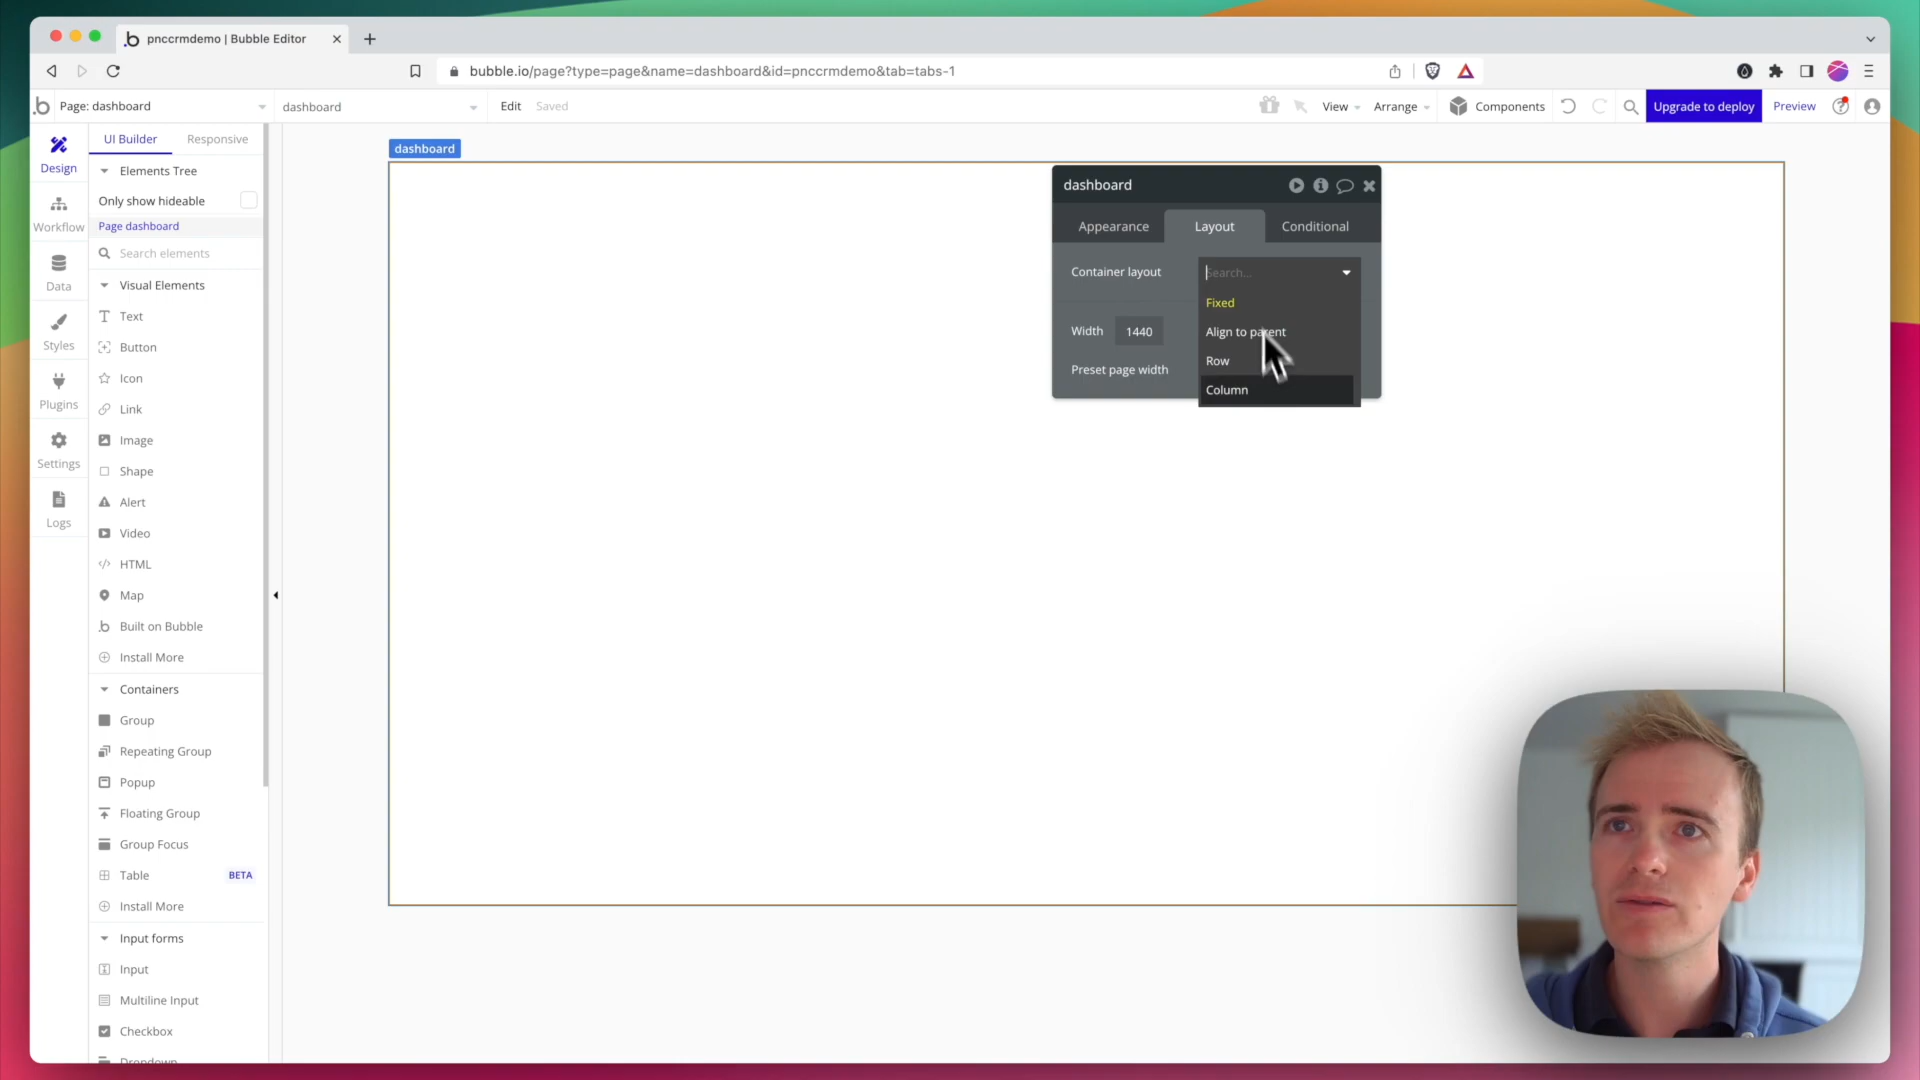 pnccrmdemo | Bubble Editor
bubble.io/page?type=page&name=dashboard&id=pnccrmdemo&tab=tabs-1
Page: dashboard
dashboard
Edit
Saved
View
Arrange
Components
Upgrade to deploy
Preview
Design
Workflow
Data
Styles
Plugins
Settings
Logs
UI Builder
Responsive
Elements Tree
Only show hideable
Page dashboard
Search elements
Visual Elements
Text
Button
Icon
Link
Image
Shape
Alert
Video
HTML
Map
Built on Bubble
Install More
Containers
Group
Repeating Group
Popup
Floating Group
Group Focus
Table BETA
Install More
Input forms
Input
Multiline Input
Checkbox
Dropdown
dashboard
dashboard
Appearance
Layout
Conditional
Container layout
Search...
Fixed
Align to parent
Row
Column
Width 1440
Preset page width